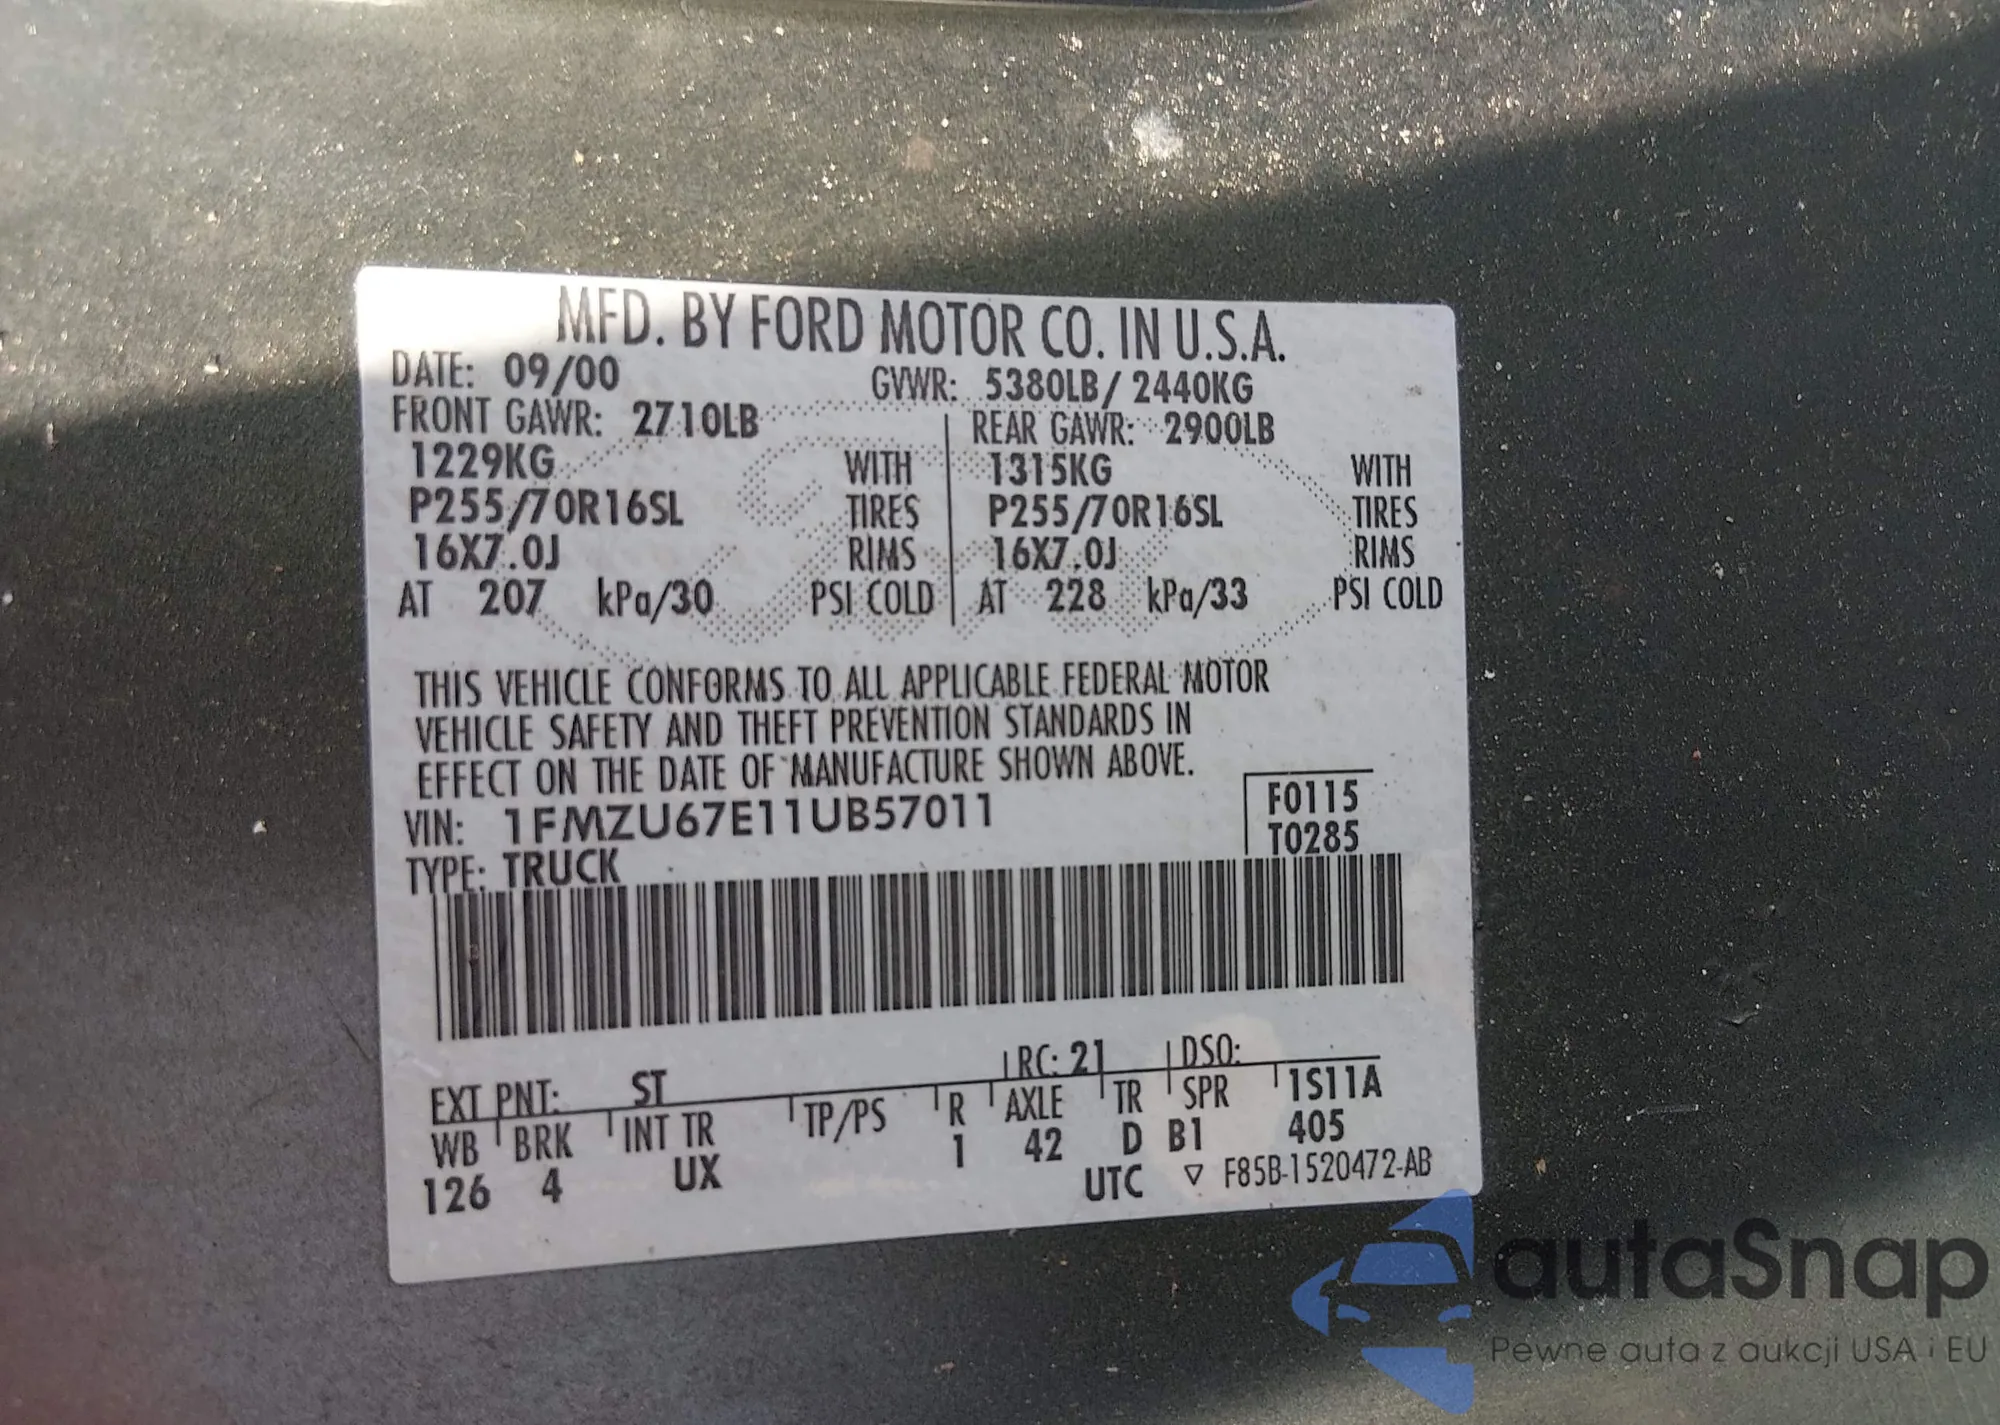 MFD. BY FORD MOTOR CO. IN U.S.A.
DATE: 09/00 GVWR: 5380LB/ 2440KG
FRONT GAWR: 2710LB REAR GAWR: 2900LB
1229KG WITH 1315KG WITH
P255/70R16SL TIRES P255/70R16SL TIRES
16X7.0J RIMS 16X7.0J RIMS
AT 207 kPa/30 PSI COLD AT 228 kPa/33 PSI COLD
THIS VEHICLE CONFORMS TO ALL APPLICABLE FEDERAL MOTOR
VEHICLE SAFETY AND THEFT PREVENTION STANDARDS IN
EFFECT ON THE DATE OF MANUFACTURE SHOWN ABOVE.
VIN: 1FMZU67E11UB57011 F0115
TYPE: TRUCK T0285
EXT PNT: ST RC: 21 DSO:
WB BRK INT TR TP/PS R AXLE TR SPR 1S11A
126 4 UX 1 42 D B1 405
UTC ▽ F85B-1520472-AB
autaSnap
Pewne auta z aukcji USA i EU